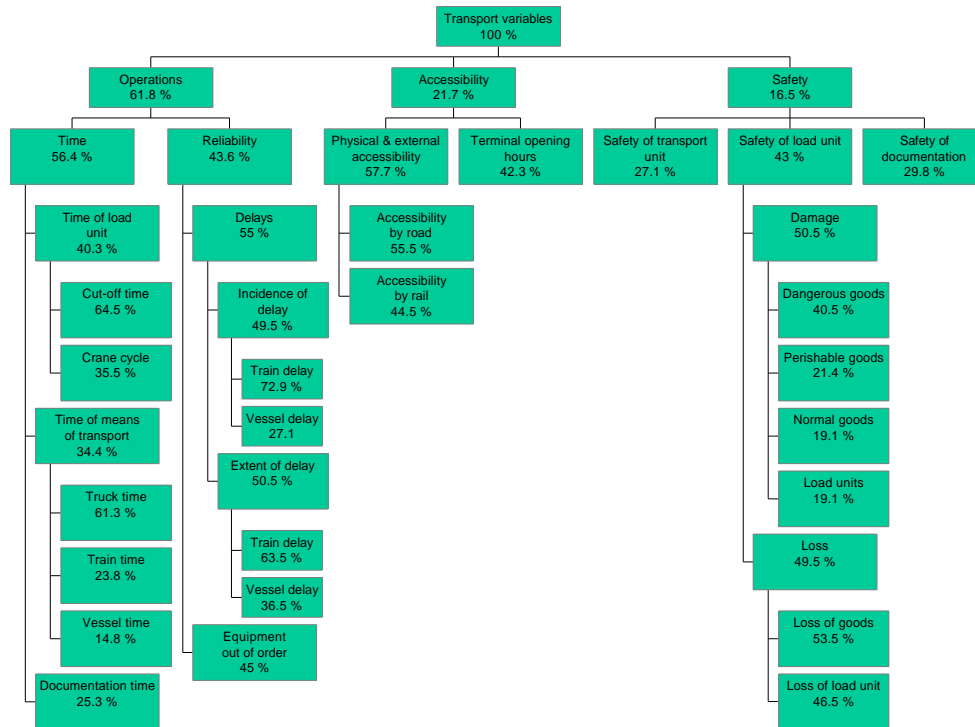 Transport variables
100 %
Operations
61.8 %
Accessibility
21.7 %
Safety
16.5 %
Time
56.4 %
Reliability
43.6 %
Physical & external
accessibility
57.7 %
Terminal opening
hours
42.3 %
Safety of transport
unit
27.1 %
Safety of load unit
43 %
Safety of
documentation
29.8 %
Time of load
unit
40.3 %
Cut-off time
64.5 %
Crane cycle
35.5 %
Time of means
of transport
34.4 %
Truck time
61.3 %
Train time
23.8 %
Vessel time
14.8 %
Documentation time
25.3 %
Delays
55 %
Incidence of
delay
49.5 %
Train delay
72.9 %
Vessel delay
27.1
Extent of delay
50.5 %
Train delay
63.5 %
Vessel delay
36.5 %
Equipment
out of order
45 %
Accessibility
by road
55.5 %
Accessibility
by rail
44.5 %
Damage
50.5 %
Dangerous goods
40.5 %
Perishable goods
21.4 %
Normal goods
19.1 %
Load units
19.1 %
Loss
49.5 %
Loss of goods
53.5 %
Loss of load unit
46.5 %